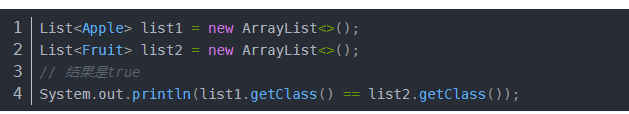 1 List<Apple> list1 = new ArrayList<>();
2 List<Fruit> list2 = new ArrayList<>();
3 // 结果是true
4 System.out.println(list1.getClass() == list2.getClass());